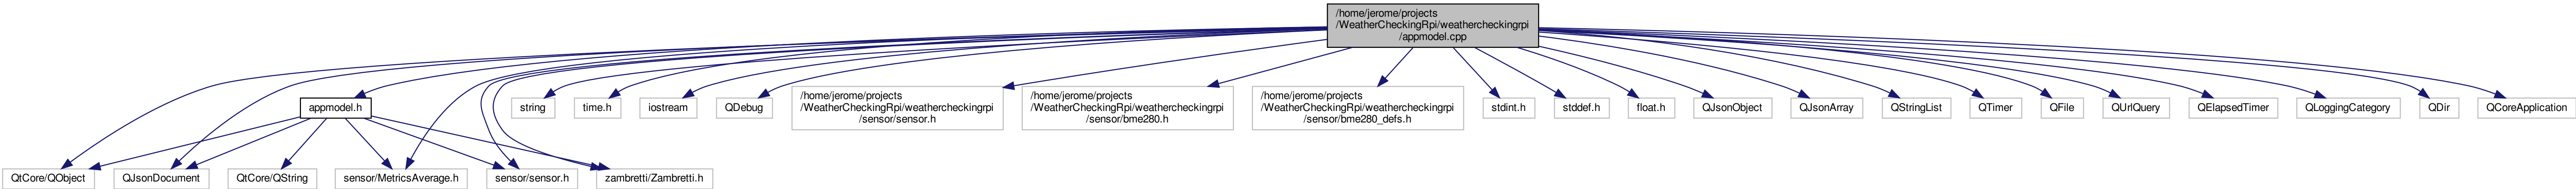 /home/jerome/projects
/WeatherCheckingRpi/weathercheckingrpi
/appmodel.cpp
appmodel.h
string
time.h
iostream
QDebug
/home/jerome/projects
/WeatherCheckingRpi/weathercheckingrpi
/sensor/sensor.h
/home/jerome/projects
/WeatherCheckingRpi/weathercheckingrpi
/sensor/bme280.h
/home/jerome/projects
/WeatherCheckingRpi/weathercheckingrpi
/sensor/bme280_defs.h
stdint.h
stddef.h
float.h
QJsonObject
QJsonArray
QStringList
QTimer
QFile
QUrlQuery
QElapsedTimer
QLoggingCategory
QDir
QCoreApplication
QtCore/QObject
QJsonDocument
QtCore/QString
sensor/MetricsAverage.h
sensor/sensor.h
zambretti/Zambretti.h